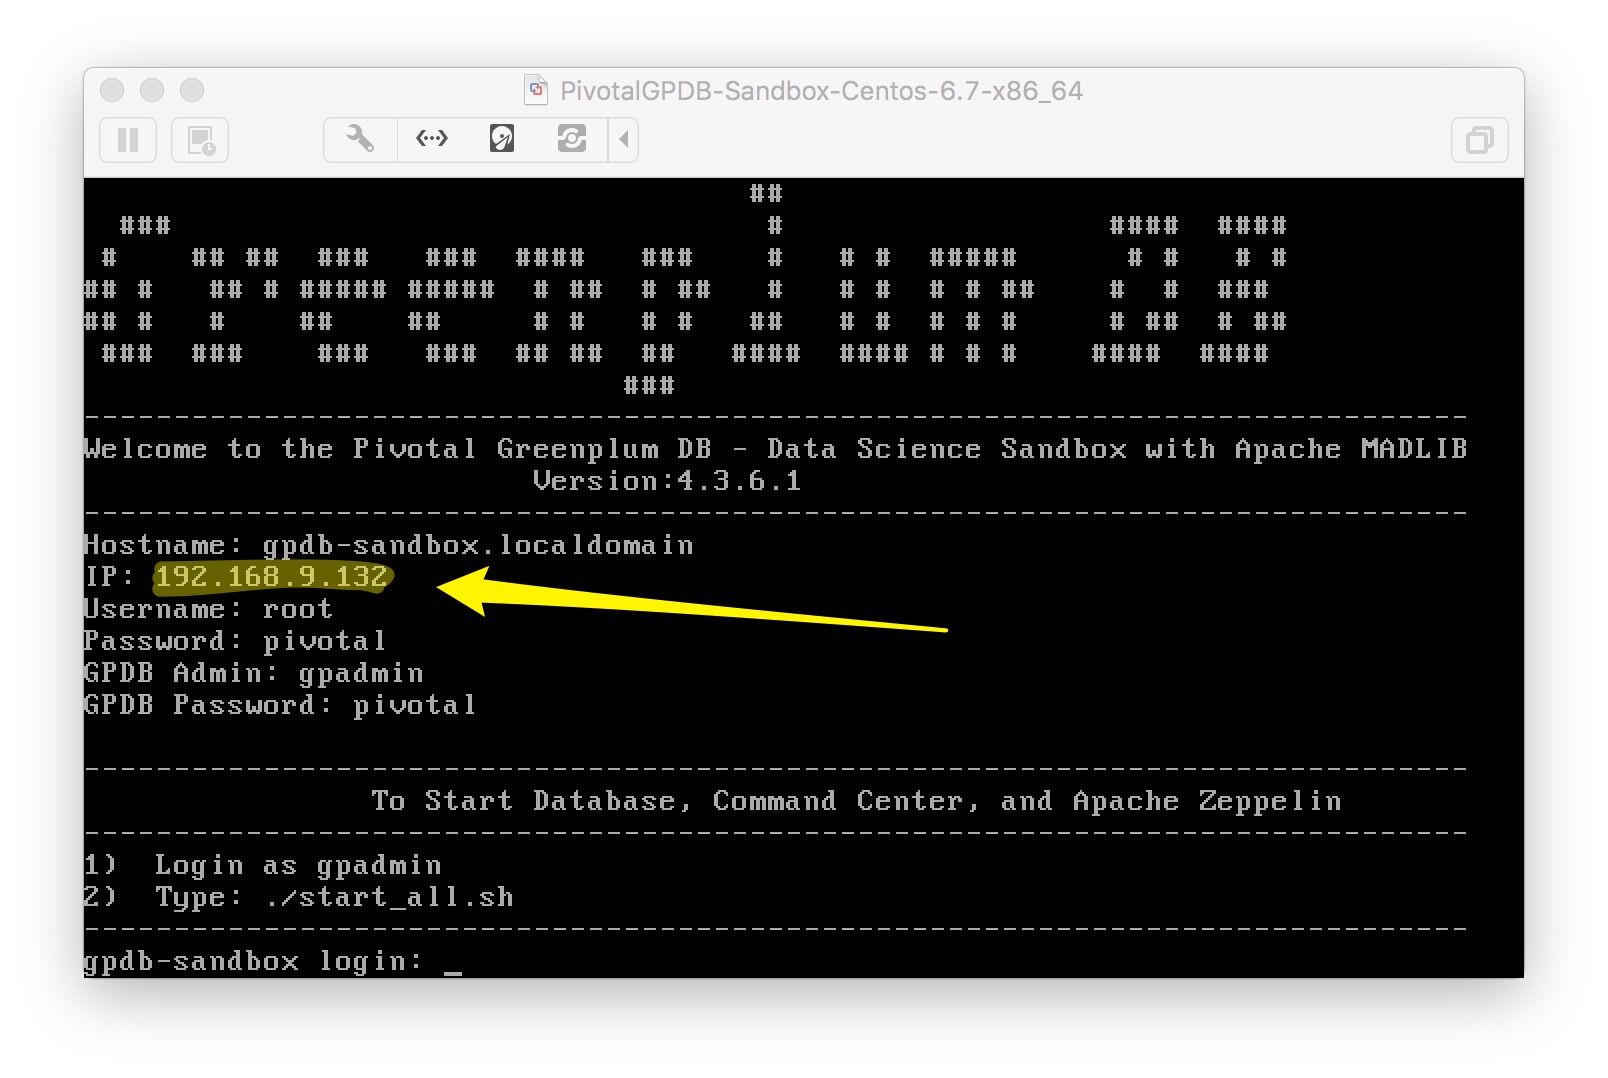 PivotalGPDB-Sandbox-Centos-6.7-x86_64
Greenplum DB
--------------------------------------------------------------------------------
Welcome to the Pivotal Greenplum DB - Data Science Sandbox with Apache MADLIB
Version:4.3.6.1
--------------------------------------------------------------------------------
Hostname: gpdb-sandbox.localdomain
IP: 192.168.9.132
Username: root
Password: pivotal
GPDB Admin: gpadmin
GPDB Password: pivotal
--------------------------------------------------------------------------------
To Start Database, Command Center, and Apache Zeppelin
--------------------------------------------------------------------------------
1) Login as gpadmin
2) Type: ./start_all.sh
--------------------------------------------------------------------------------
gpdb-sandbox login: _